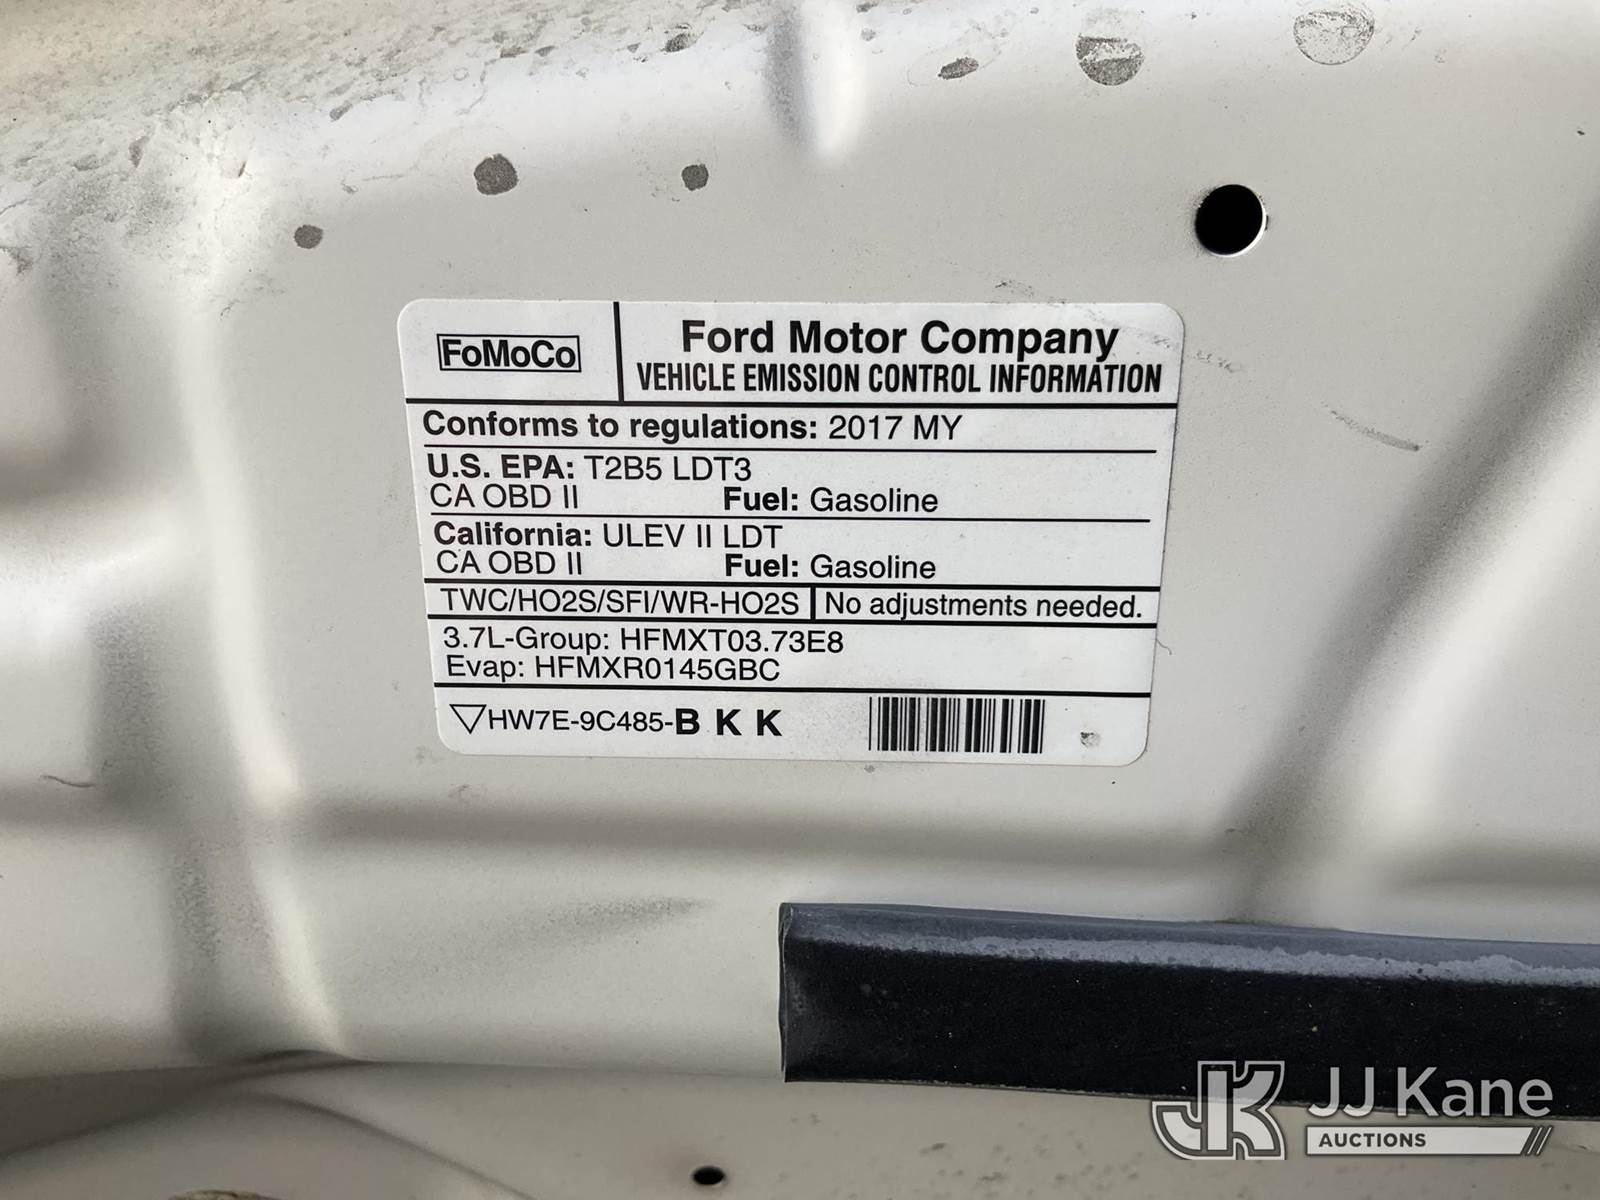 FoMoCo
Ford Motor Company
VEHICLE EMISSION CONTROL INFORMATION
Conforms to regulations: 2017 MY
U.S. EPA: T2B5 LDT3
CA OBD II Fuel: Gasoline
California: ULEV II LDT
CA OBD II Fuel: Gasoline
TWC/HO2S/SFI/WR-HO2S No adjustments needed.
3.7L-Group: HFMXT03.73E8
Evap: HFMXR0145GBC
HW7E-9C485-B K K
JK JJ Kane
AUCTIONS